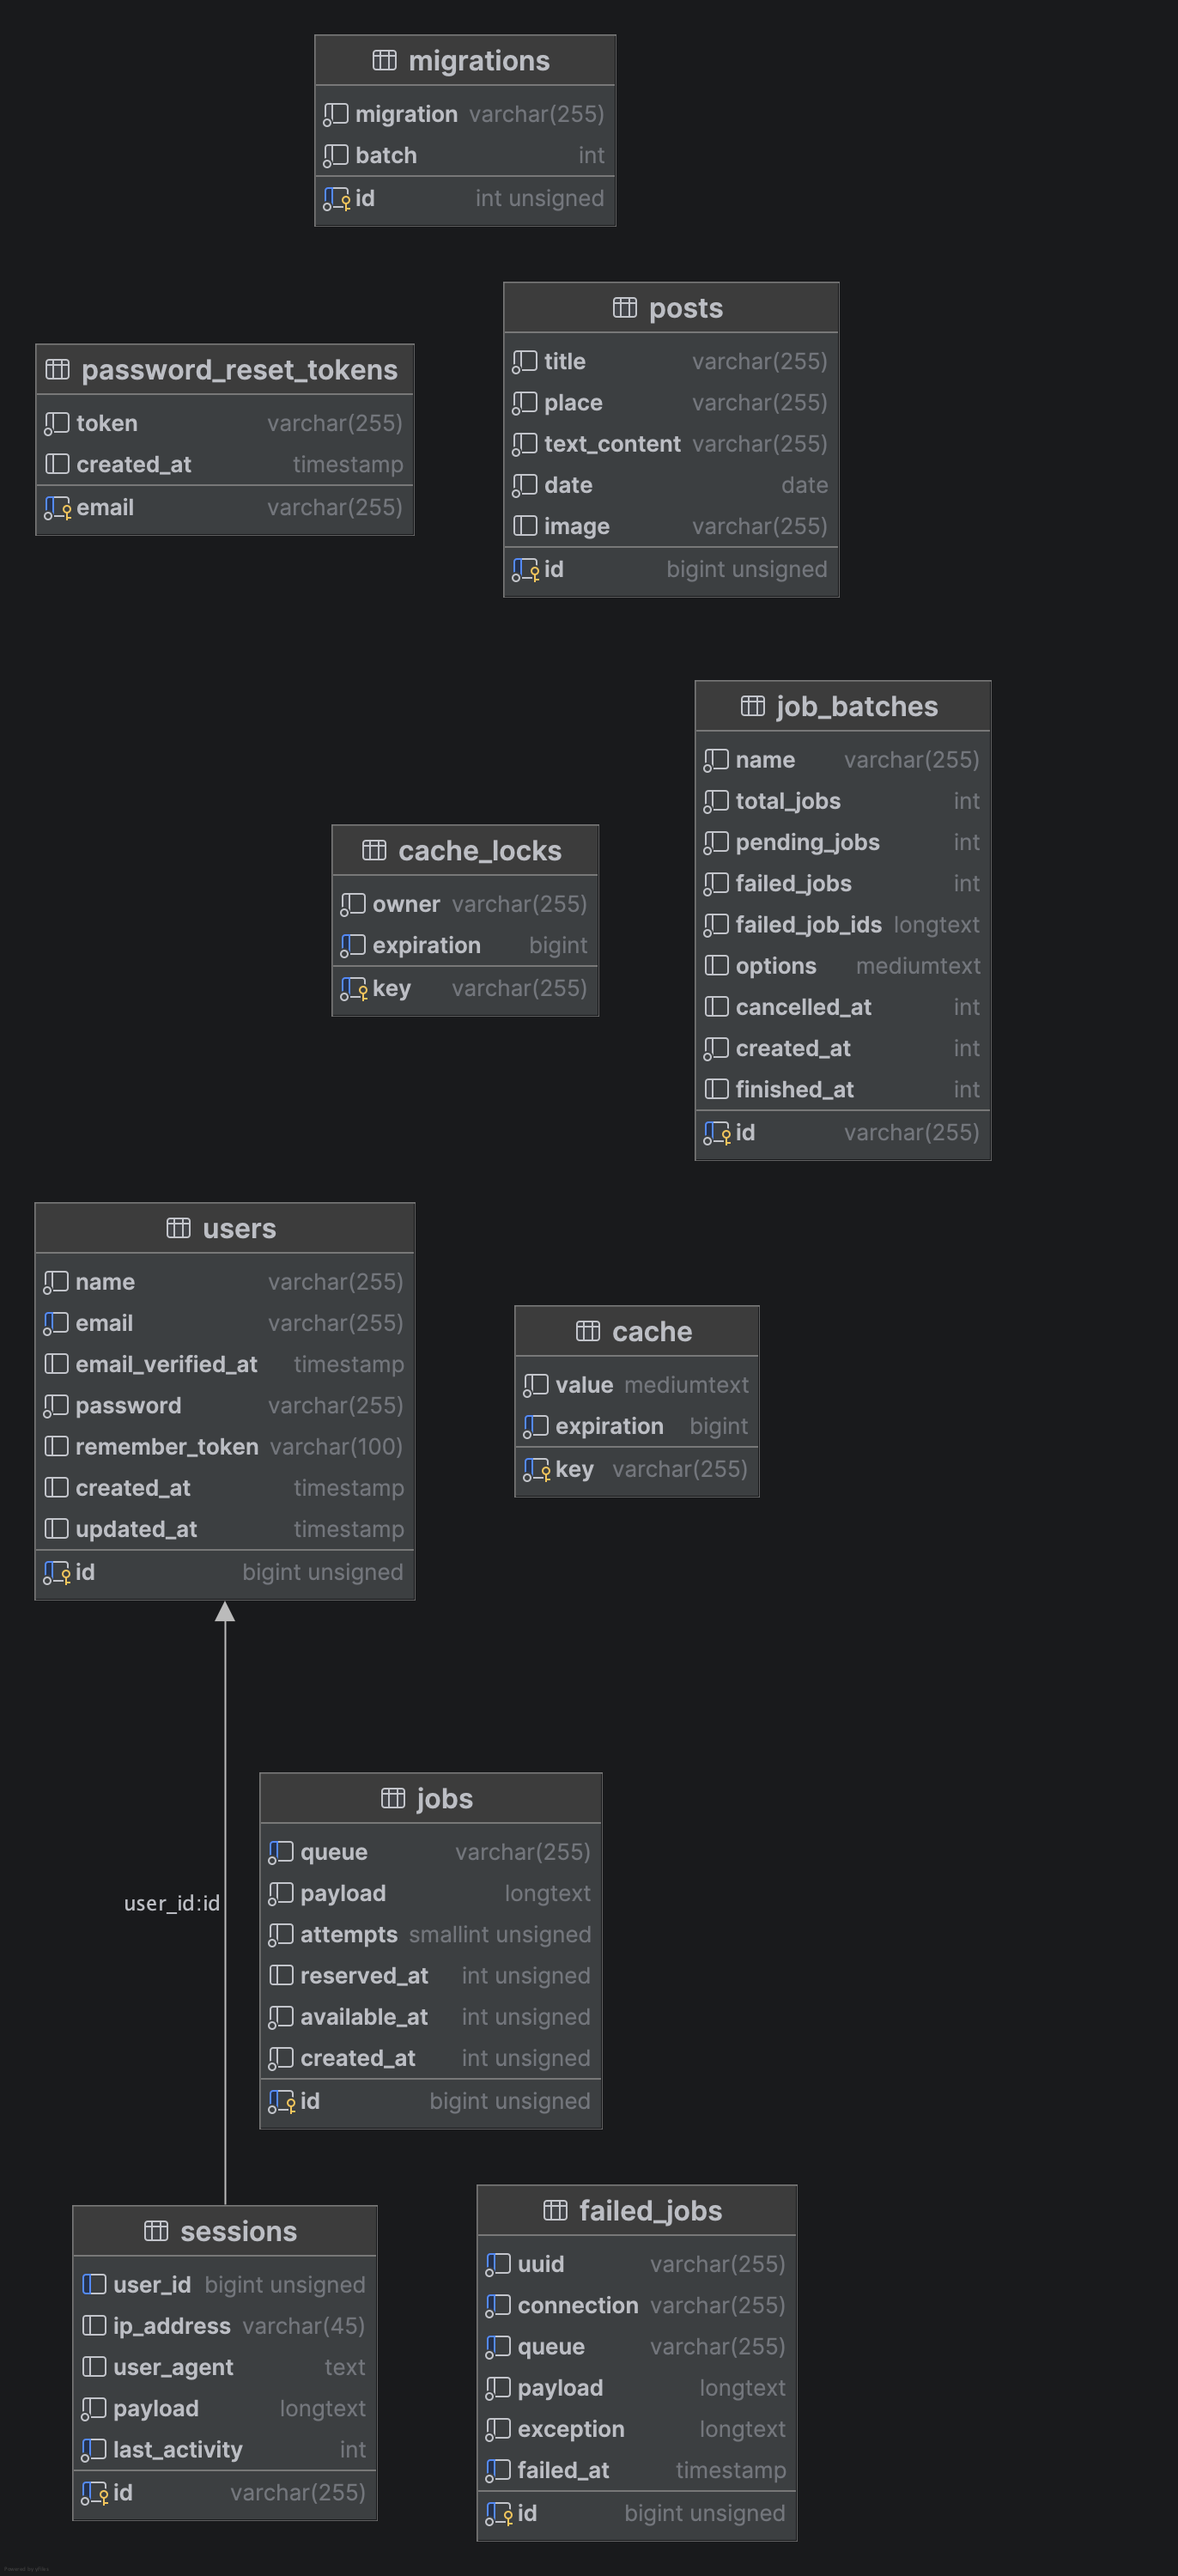 migrations
migration varchar(255)
batch int
id int unsigned
posts
title varchar(255)
place varchar(255)
text_content varchar(255)
date date
image varchar(255)
id bigint unsigned
password_reset_tokens
token varchar(255)
created_at timestamp
email varchar(255)
job_batches
name varchar(255)
total_jobs int
pending_jobs int
failed_jobs int
failed_job_ids longtext
options mediumtext
cancelled_at int
created_at int
finished_at int
id varchar(255)
cache_locks
owner varchar(255)
expiration bigint
key varchar(255)
users
name varchar(255)
email varchar(255)
email_verified_at timestamp
password varchar(255)
remember_token varchar(100)
created_at timestamp
updated_at timestamp
id bigint unsigned
cache
value mediumtext
expiration bigint
key varchar(255)
jobs
queue varchar(255)
payload longtext
attempts smallint unsigned
reserved_at int unsigned
available_at int unsigned
created_at int unsigned
id bigint unsigned
user_id:id
sessions
user_id bigint unsigned
ip_address varchar(45)
user_agent text
payload longtext
last_activity int
id varchar(255)
failed_jobs
uuid varchar(255)
connection varchar(255)
queue varchar(255)
payload longtext
exception longtext
failed_at timestamp
id bigint unsigned
Powered by yFiles